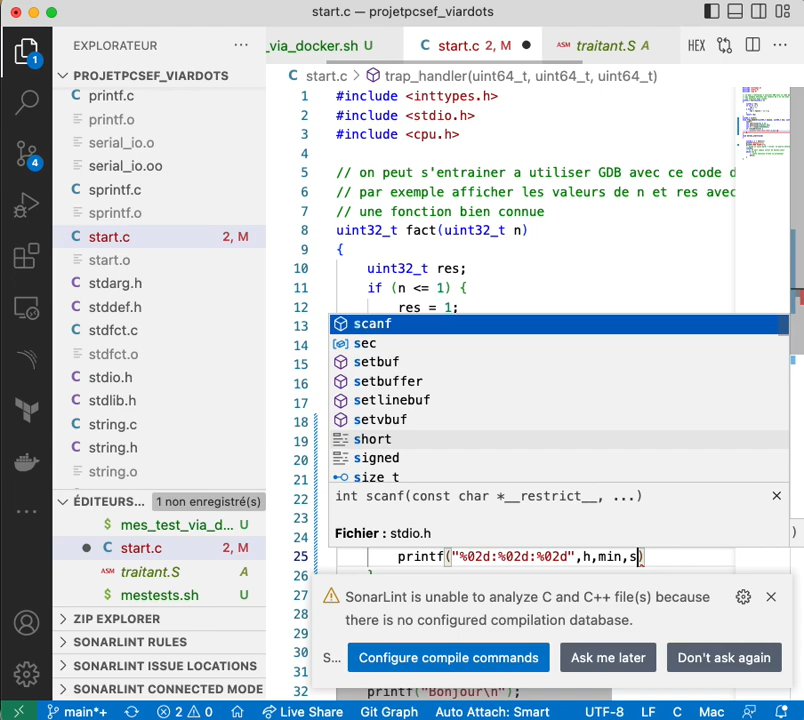 start.c — projetpcsef_viardots
EXPLORATEUR
_via_docker.sh U
start.c 2, M
traitant.S A
HEX
PROJETPCSEF_VIARDOTS
start.c > trap_handler(uint64_t, uint64_t, uint64_t)
printf.c
printf.o
serial_io.o
serial_io.oo
sprintf.c
sprintf.o
start.c 2, M
start.o
stdarg.h
stddef.h
stdfct.c
stdfct.o
stdio.h
stdlib.h
string.c
string.h
string.o
1 #include <inttypes.h>
2 #include <stdio.h>
3 #include <cpu.h>
4
5 // on peut s'entrainer a utiliser GDB avec ce code d
6 // par exemple afficher les valeurs de n et res avec
7 // une fonction bien connue
8 uint32_t fact(uint32_t n)
9 {
10 uint32_t res;
11 if (n <= 1) {
12 res = 1;
13
14
15
16
17
18
19
20
21
22
23
24
25 printf("%02d:%02d:%02d",h,min,s)
26
27
28
29
30
31
32 printf("Bonjour\n");
scanf
sec
setbuf
setbuffer
setlinebuf
setvbuf
short
signed
size_t
int scanf(const char *__restrict__, ...)
Fichier : stdio.h
ÉDITEURS... 1 non enregistré(s)
mes_test_via_d... U
start.c 2, M
traitant.S A
mestests.sh U
ZIP EXPLORER
SONARLINT RULES
SONARLINT ISSUE LOCATIONS
SONARLINT CONNECTED MODE
SonarLint is unable to analyze C and C++ file(s) because
there is no configured compilation database.
S... Configure compile commands
Ask me later
Don't ask again
1
4
main*+
2 0
Live Share
Git Graph
Auto Attach: Smart
UTF-8
LF
C
Mac